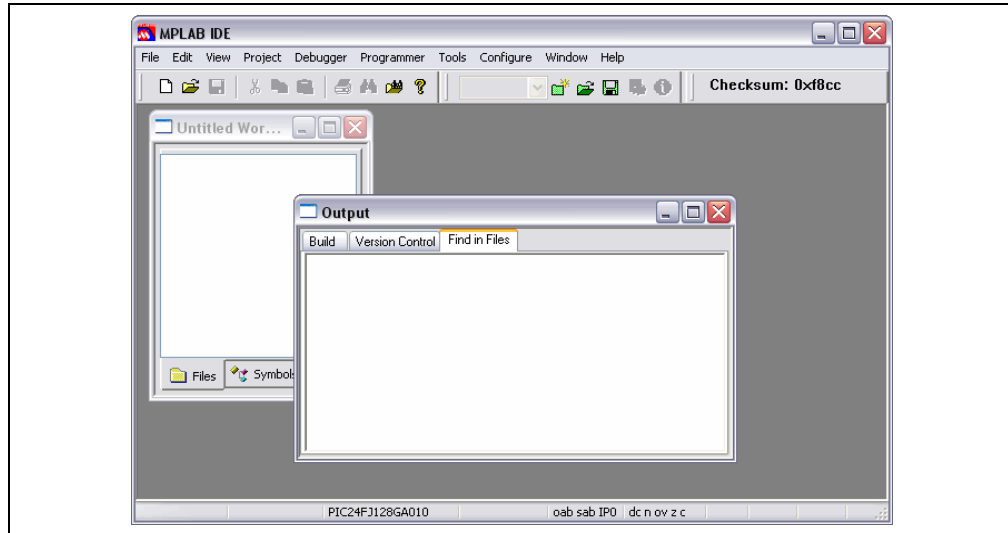 MPLAB IDE
File Edit View Project Debugger Programmer Tools Configure Window Help
Checksum: 0xf8cc
Untitled Wor...
Output
Build Version Control Find in Files
Files Symbols
PIC24FJ128GA010 oab sab IP0 dc n ov z c